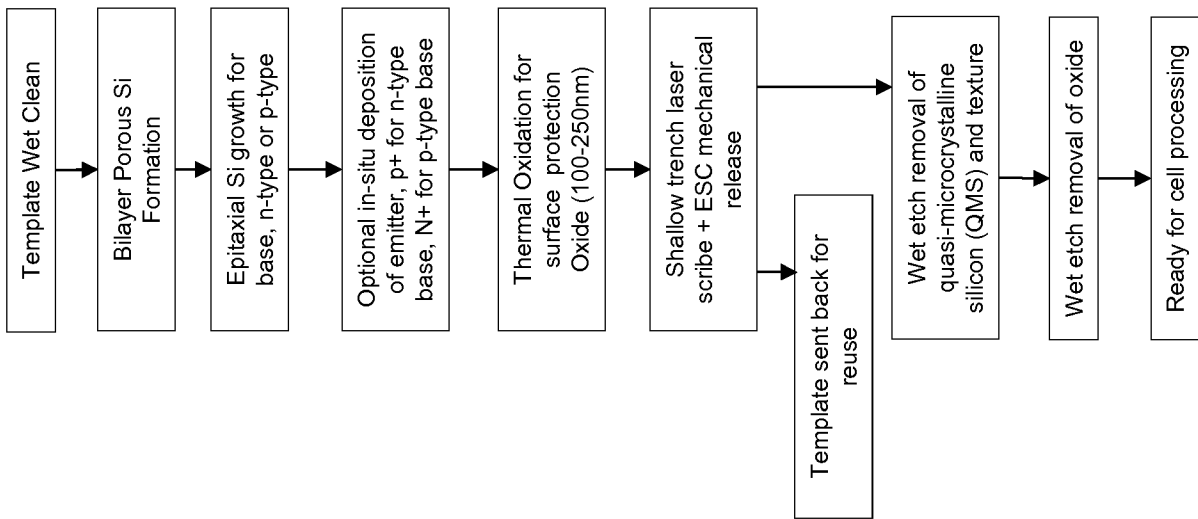 Template Wet Clean
Bilayer Porous Si
Formation
Epitaxial Si growth for
base, n-type or p-type
Optional in-situ deposition
of emitter, p+ for n-type
base, N+ for p-type base
Thermal Oxidation for
surface protection
Oxide (100-250nm)
Shallow trench laser
scribe + ESC mechanical
release
Template sent back for
reuse
Wet etch removal of
quasi-microcrystalline
silicon (QMS) and texture
Wet etch removal of oxide
Ready for cell processing